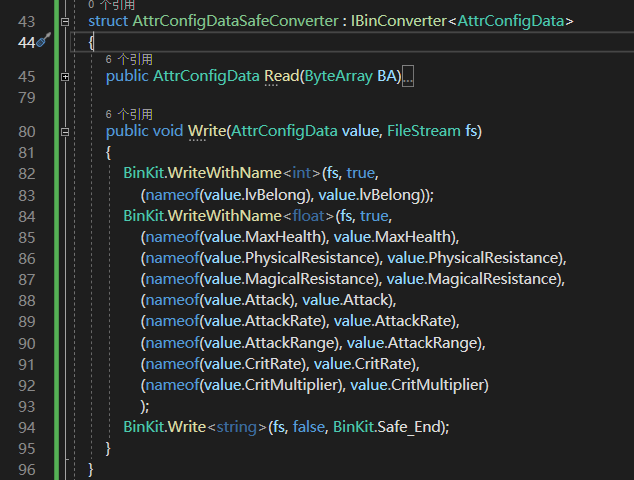 0 个引用
43 struct AttrConfigDataSafeConverter : IBinConverter<AttrConfigData>
44 {
6 个引用
45 public AttrConfigData Read(ByteArray BA)...
79
6 个引用
80 public void Write(AttrConfigData value, FileStream fs)
81 {
82 BinKit.WriteWithName<int>(fs, true,
83 (nameof(value.lvBelong), value.lvBelong));
84 BinKit.WriteWithName<float>(fs, true,
85 (nameof(value.MaxHealth), value.MaxHealth),
86 (nameof(value.PhysicalResistance), value.PhysicalResistance),
87 (nameof(value.MagicalResistance), value.MagicalResistance),
88 (nameof(value.Attack), value.Attack),
89 (nameof(value.AttackRate), value.AttackRate),
90 (nameof(value.AttackRange), value.AttackRange),
91 (nameof(value.CritRate), value.CritRate),
92 (nameof(value.CritMultiplier), value.CritMultiplier)
93 );
94 BinKit.Write<string>(fs, false, BinKit.Safe_End);
95 }
96 }